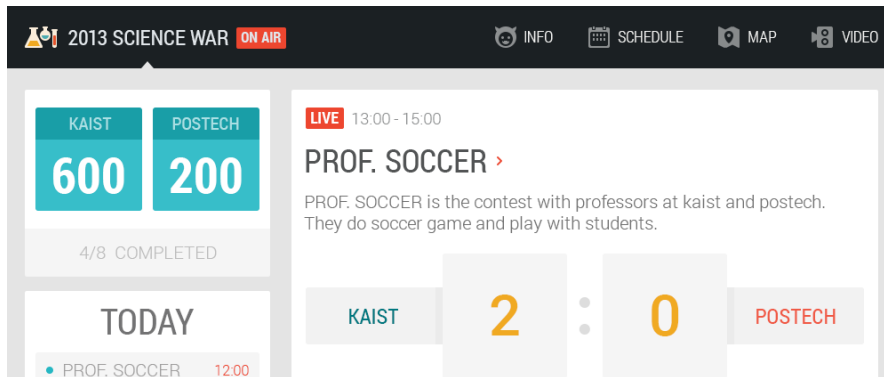 2013 SCIENCE WAR ON AIR INFO SCHEDULE MAP VIDEO
KAIST POSTECH
600 200
4/8 COMPLETED
TODAY
PROF. SOCCER 12:00
LIVE 13:00 - 15:00
PROF. SOCCER ›
PROF. SOCCER is the contest with professors at kaist and postech.
They do soccer game and play with students.
KAIST 2 : 0 POSTECH